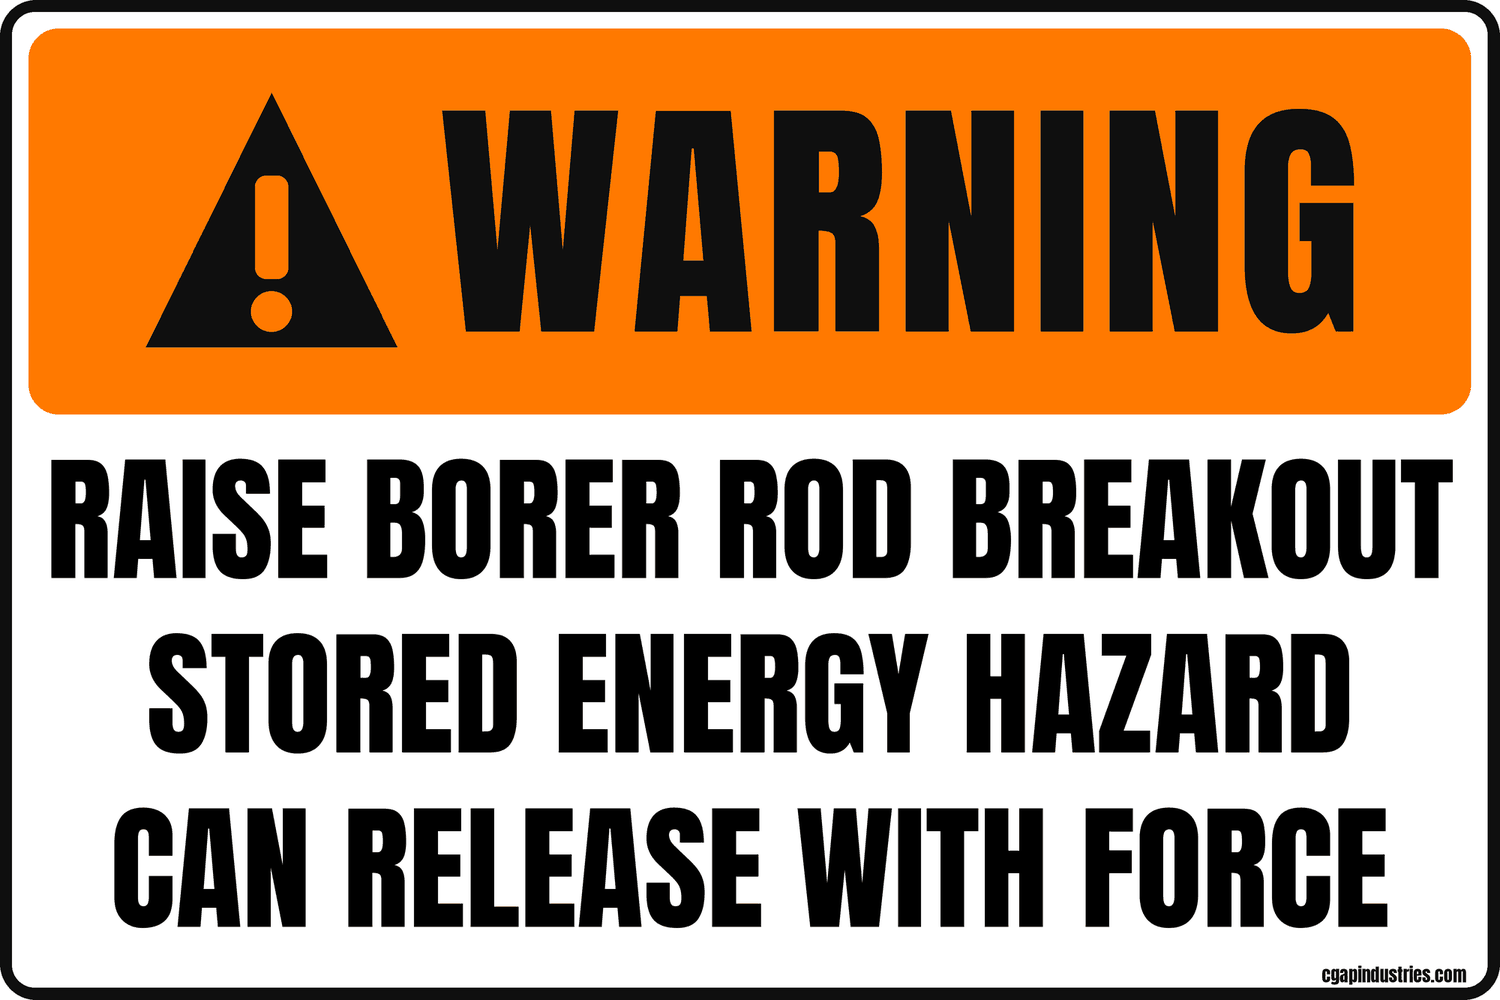 WARNING
RAISE BORER ROD BREAKOUT
STORED ENERGY HAZARD
CAN RELEASE WITH FORCE
cgapindustries.com